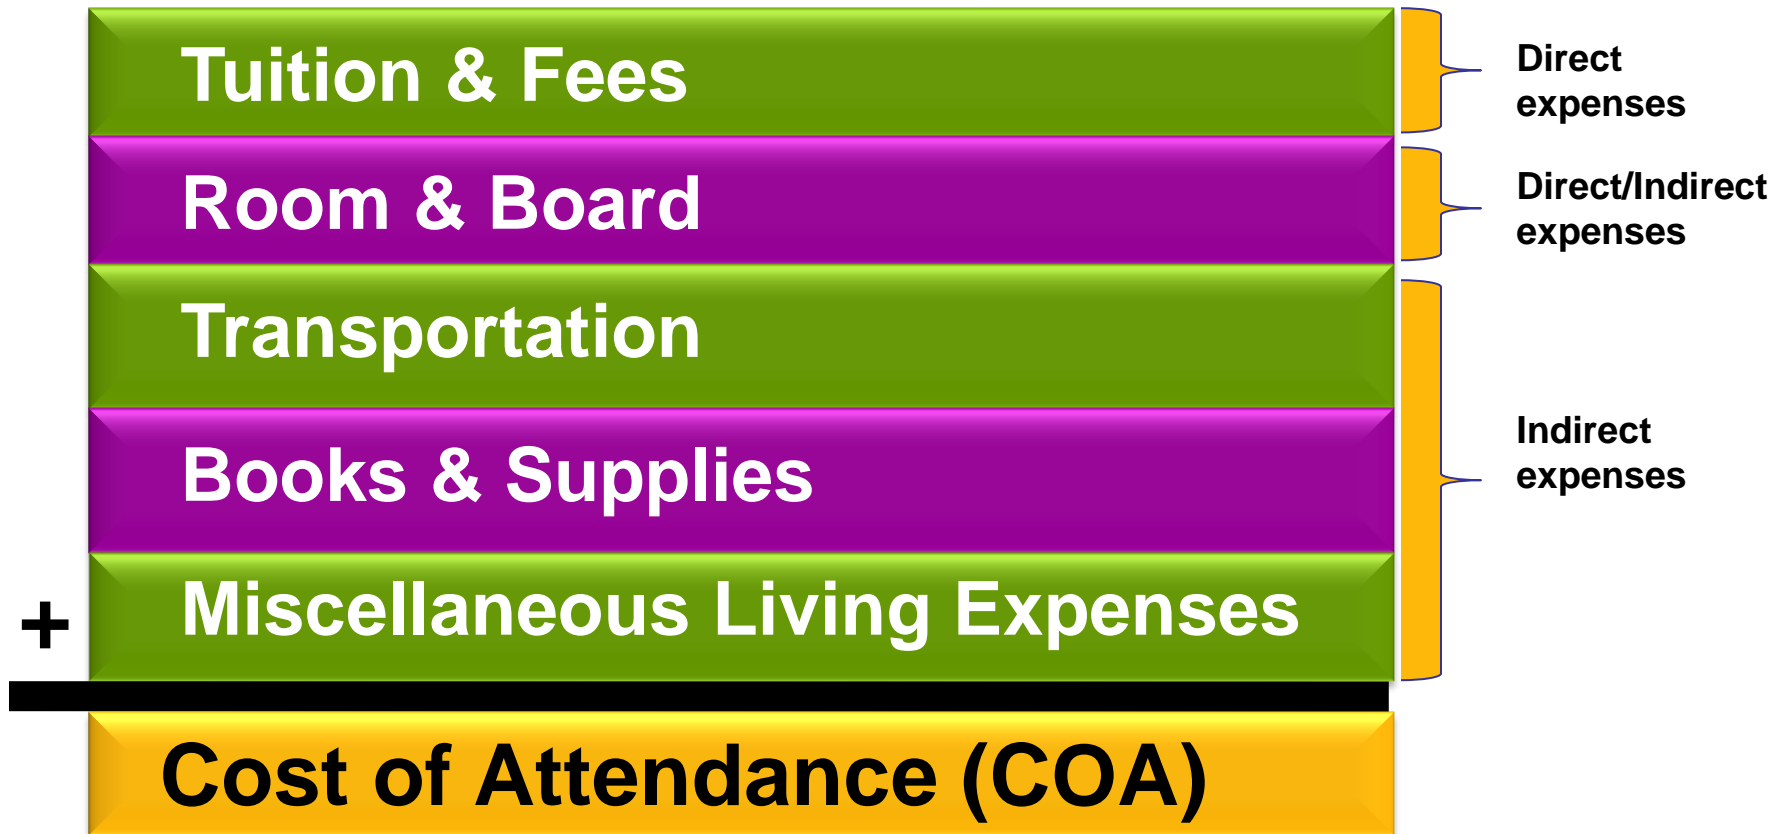 Tuition & Fees
Direct
expenses
Room & Board
Direct/Indirect
expenses
Transportation
Books & Supplies
Indirect
expenses
+ Miscellaneous Living Expenses
Cost of Attendance (COA)